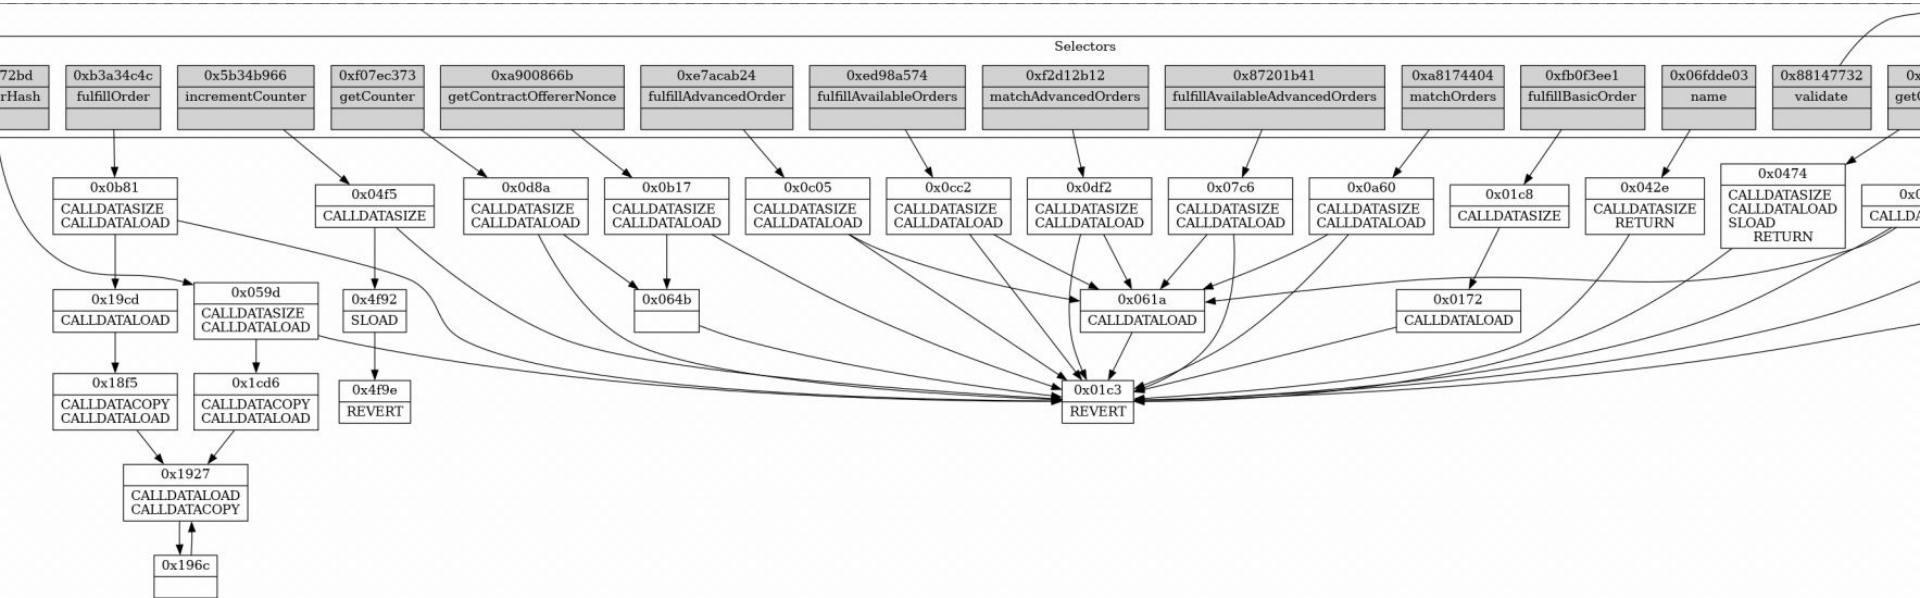 Selectors
72bd
rHash
0xb3a34c4c
fulfillOrder
0x5b34b966
incrementCounter
0xf07ec373
getCounter
0xa900866b
getContractOffererNonce
0xe7acab24
fulfillAdvancedOrder
0xed98a574
fulfillAvailableOrders
0xf2d12b12
matchAdvancedOrders
0x87201b41
fulfillAvailableAdvancedOrders
0xa8174404
matchOrders
0xfb0f3ee1
fulfillBasicOrder
0x06fdde03
name
0x88147732
validate
0x0b81
CALLDATASIZE
CALLDATALOAD
0x04f5
CALLDATASIZE
0x0d8a
CALLDATASIZE
CALLDATALOAD
0x0b17
CALLDATASIZE
CALLDATALOAD
0x0c05
CALLDATASIZE
CALLDATALOAD
0x0cc2
CALLDATASIZE
CALLDATALOAD
0x0df2
CALLDATASIZE
CALLDATALOAD
0x07c6
CALLDATASIZE
CALLDATALOAD
0x0a60
CALLDATASIZE
CALLDATALOAD
0x01c8
CALLDATASIZE
0x042e
CALLDATASIZE
RETURN
0x0474
CALLDATASIZE
CALLDATALOAD
SLOAD
RETURN
0x19cd
CALLDATALOAD
0x059d
CALLDATASIZE
CALLDATALOAD
0x4f92
SLOAD
0x064b
0x061a
CALLDATALOAD
0x0172
CALLDATALOAD
0x18f5
CALLDATACOPY
CALLDATALOAD
0x1cd6
CALLDATACOPY
CALLDATALOAD
0x4f9e
REVERT
0x01c3
REVERT
0x1927
CALLDATALOAD
CALLDATACOPY
0x196c